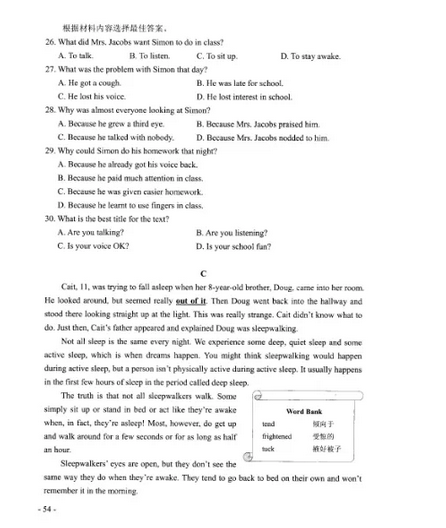 根据材料内容选择最佳答案。
26. What did Mrs. Jacobs want Simon to do in class?
A. To talk. B. To listen. C. To sit up. D. To stay awake.
27. What was the problem with Simon that day?
A. He got a cough. B. He was late for school.
C. He lost his voice. D. He lost interest in school.
28. Why was almost everyone looking at Simon?
A. Because he grew a third eye. B. Because Mrs. Jacobs praised him.
C. Because he talked with nobody. D. Because Mrs. Jacobs nodded to him.
29. Why could Simon do his homework that night?
A. Because he already got his voice back.
B. Because he paid much attention in class.
C. Because he was given easier homework.
D. Because he learnt to use fingers in class.
30. What is the best title for the text?
A. Are you talking? B. Are you listening?
C. Is your voice OK? D. Is your school fun?
C
Cait, 11, was trying to fall asleep when her 8-year-old brother, Doug, came into her room.
He looked around, but seemed really out of it. Then Doug went back into the hallway and
stood there looking straight up at the light. This was really strange. Cait didn't know what to
do. Just then, Cait's father appeared and explained Doug was sleepwalking.
Not all sleep is the same every night. We experience some deep, quiet sleep and some
active sleep, which is when dreams happen. You might think sleepwalking would happen
during active sleep, but a person isn't physically active during active sleep. It usually happens
in the first few hours of sleep in the period called deep sleep.
The truth is that not all sleepwalkers walk. Some
simply sit up or stand in bed or act like they're awake
when, in fact, they're asleep! Most, however, do get up
and walk around for a few seconds or for as long as half
an hour.
Word Bank
tend 倾向于
frightened 受惊的
tuck 裹好被子
Sleepwalkers' eyes are open, but they don't see the
same way they do when they're awake. They tend to go back to bed on their own and won't
remember it in the morning.
- 54 -